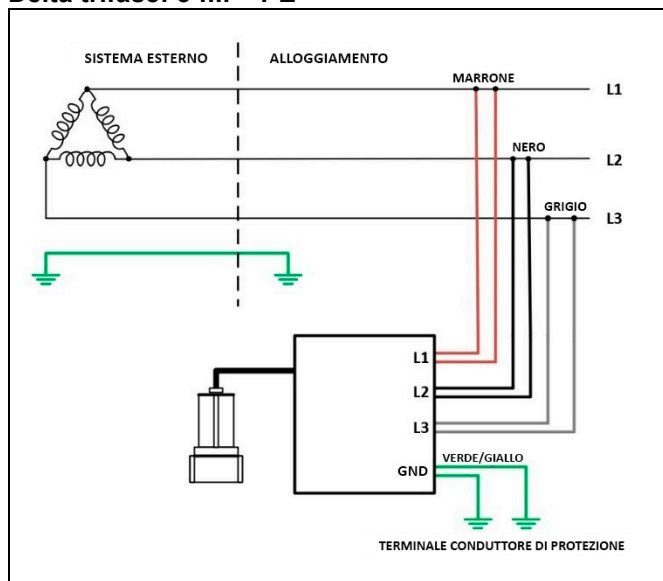 SISTEMA ESTERNO
ALLOGGIAMENTO
MARRONE
L1
NERO
L2
GRIGIO
L3
L1
L2
L3
VERDE/GIALLO
GND
TERMINALE CONDUTTORE DI PROTEZIONE